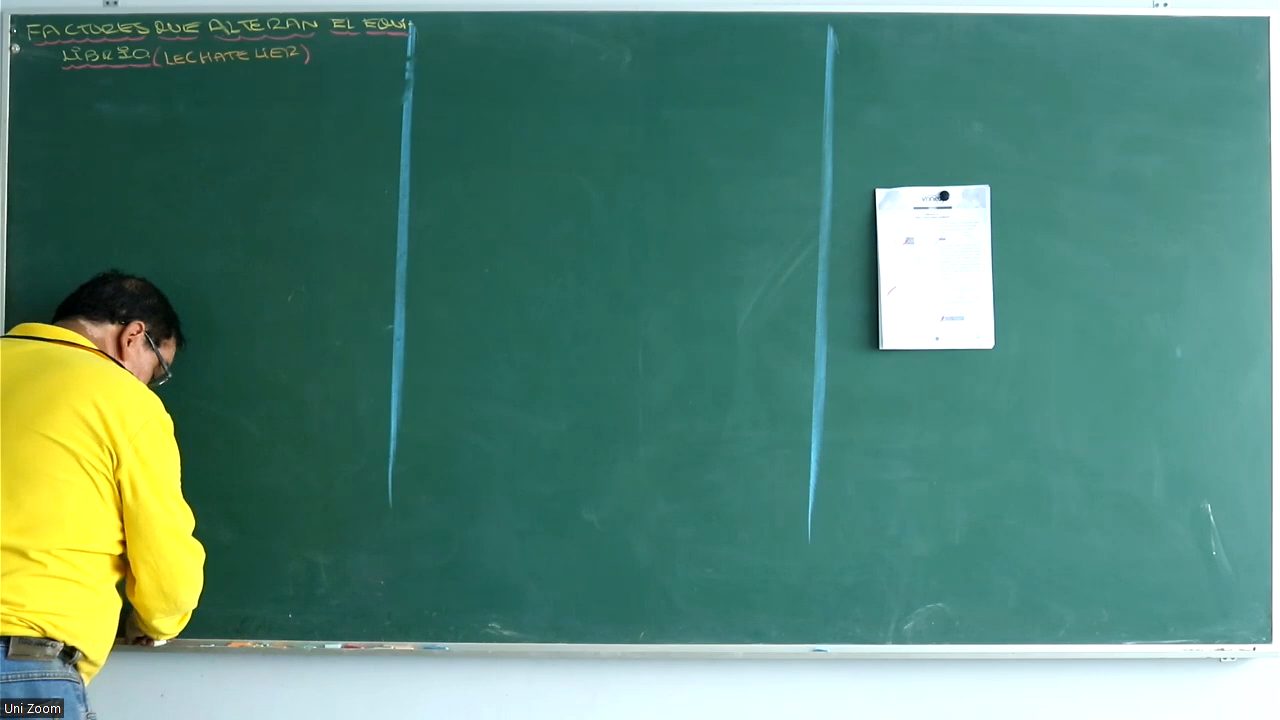 FACTORES QUE ALTERAN EL EQUI
LIBRIO (LECHATELIER)
Uni Zoom